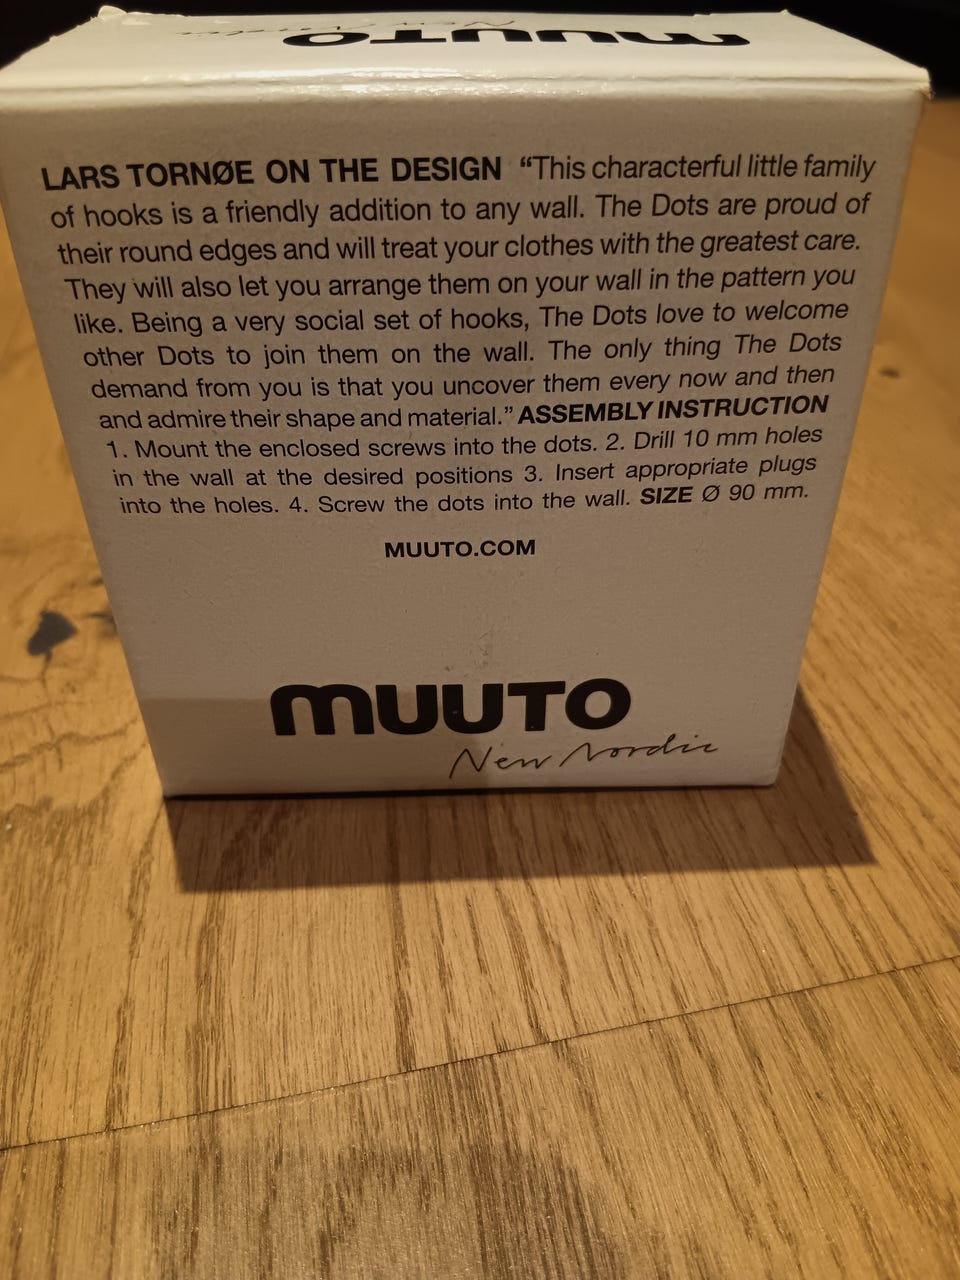 New Nordic
MUUTO
LARS TORNØE ON THE DESIGN “This characterful little family
of hooks is a friendly addition to any wall. The Dots are proud of
their round edges and will treat your clothes with the greatest care.
They will also let you arrange them on your wall in the pattern you
like. Being a very social set of hooks, The Dots love to welcome
other Dots to join them on the wall. The only thing The Dots
demand from you is that you uncover them every now and then
and admire their shape and material.” ASSEMBLY INSTRUCTION
1. Mount the enclosed screws into the dots. 2. Drill 10 mm holes
in the wall at the desired positions 3. Insert appropriate plugs
into the holes. 4. Screw the dots into the wall. SIZE Ø 90 mm.
MUUTO.COM
MUUTO
New Nordic